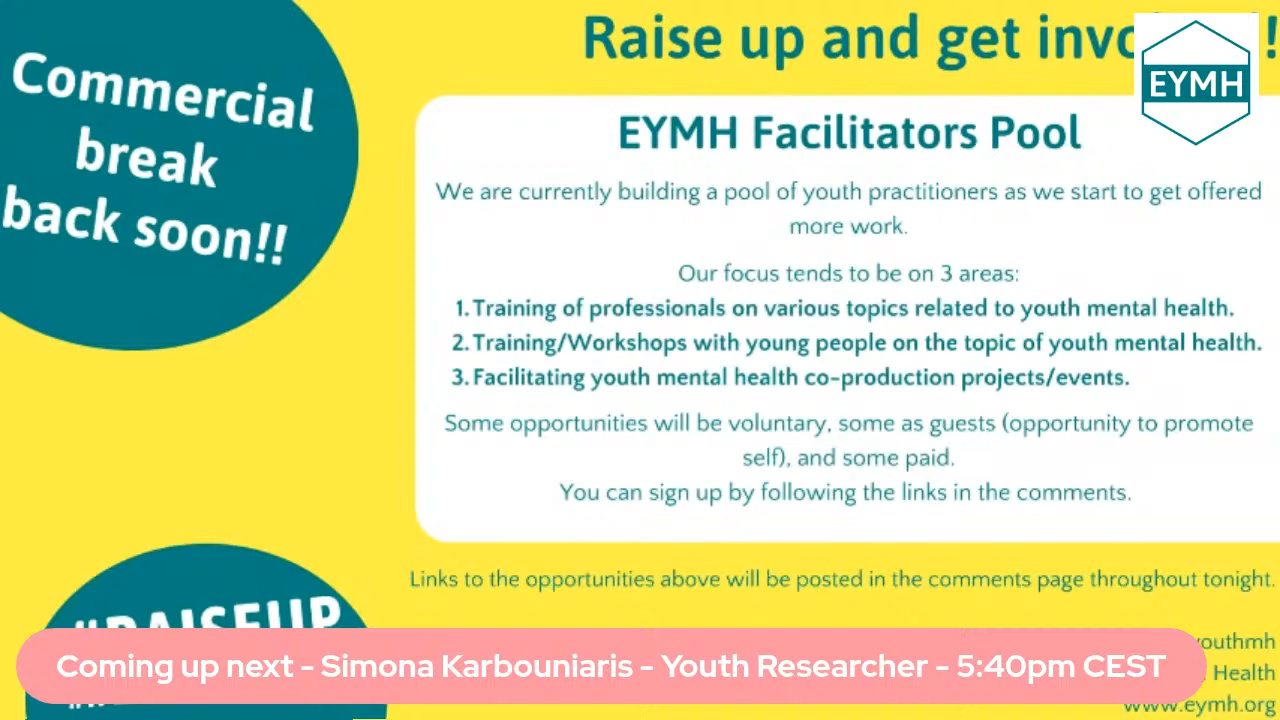 Commercial
break
back soon!!
Raise up and get
EYMH
EYMH Facilitators Pool
We are currently building a pool of youth practitioners as we start to get offered
more work.
Our focus tends to be on 3 areas:
1. Training of professionals on various topics related to youth mental health.
2. Training/Workshops with young people on the topic of youth mental health.
3. Facilitating youth mental health co-production projects/events.
Some opportunities will be voluntary, some as guests (opportunity to promote
self), and some paid.
You can sign up by following the links in the comments.
Links to the opportunities above will be posted in the comments page throughout tonight.
#RAISEUP
Coming up next - Simona Karbouniaris - Youth Researcher - 5:40pm CEST
Health
www.eymh.org